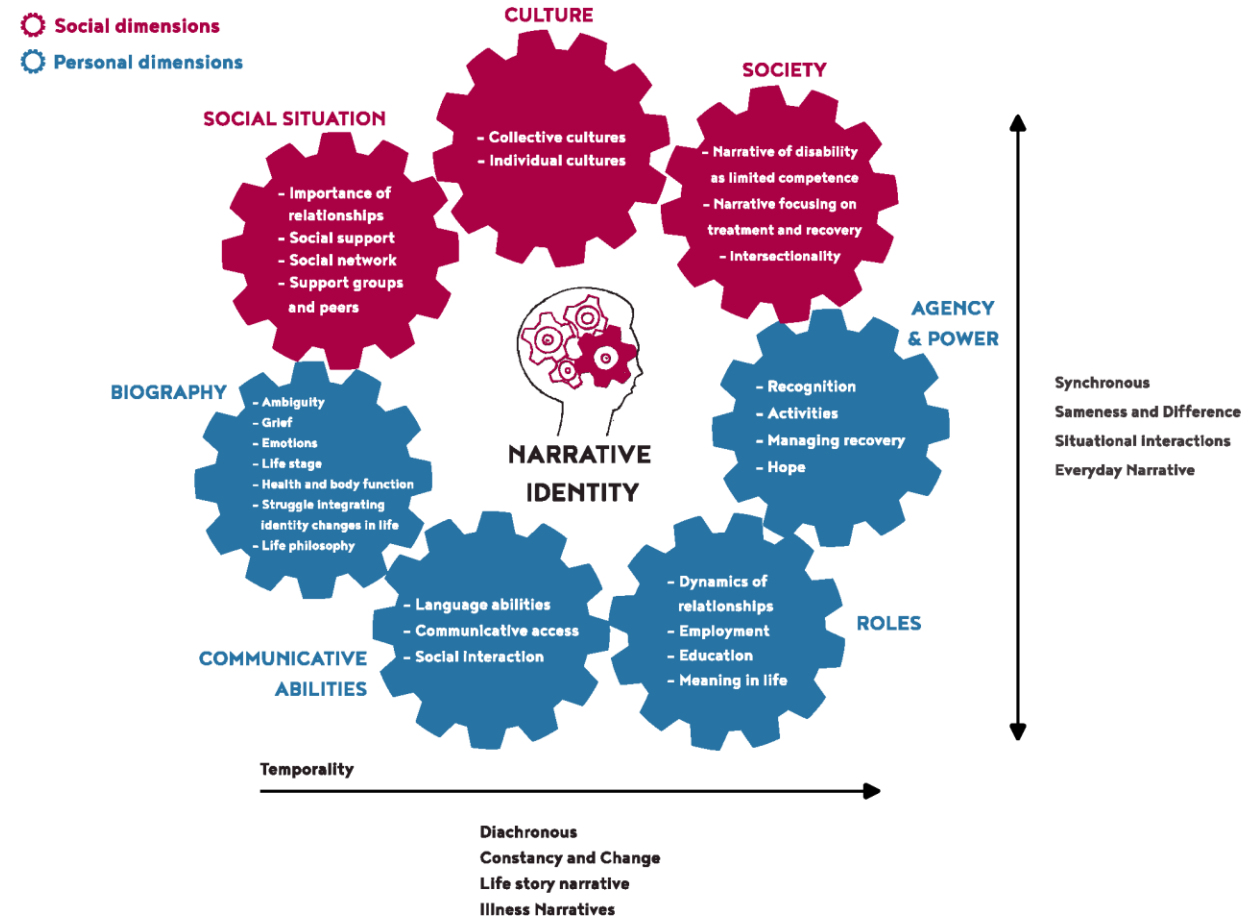 Social dimensions
Personal dimensions
CULTURE
– Collective cultures
– Individual cultures
SOCIETY
– Narrative of disability
as limited competence
– Narrative focusing on
treatment and recovery
– Intersectionality
SOCIAL SITUATION
– Importance of
relationships
– Social support
– Social network
– Support groups
and peers
AGENCY
& POWER
– Recognition
– Activities
– Managing recovery
– Hope
BIOGRAPHY
– Ambiguity
– Grief
– Emotions
– Life stage
– Health and body function
– Struggle integrating
identity changes in life
– Life philosophy
NARRATIVE
IDENTITY
COMMUNICATIVE
ABILITIES
– Language abilities
– Communicative access
– Social interaction
ROLES
– Dynamics of
relationships
– Employment
– Education
– Meaning in life
Synchronous
Sameness and Difference
Situational Interactions
Everyday Narrative
Temporality
Diachronous
Constancy and Change
Life story narrative
Illness Narratives